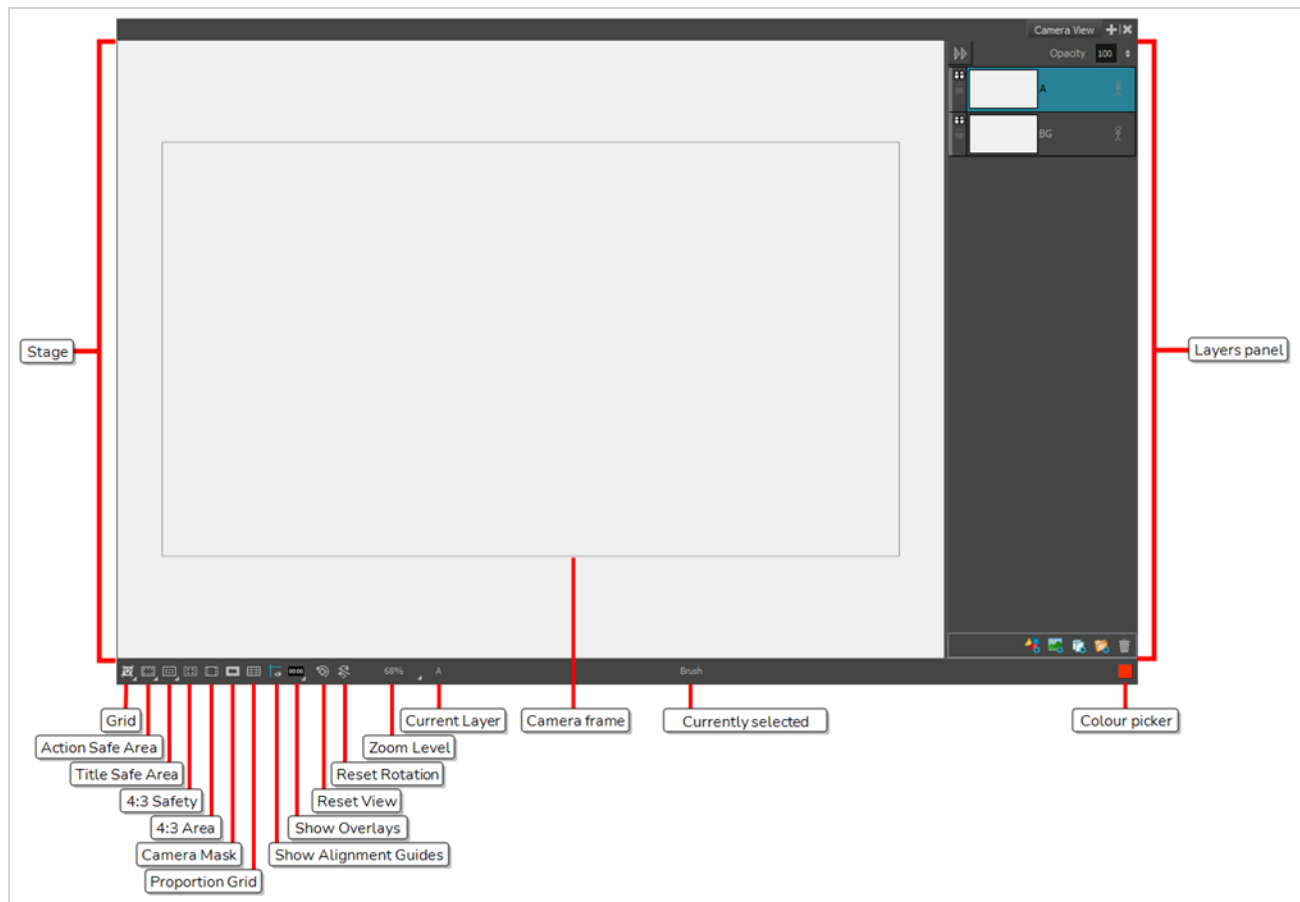 Camera View
Opacity 100
A
BG
Stage
Layers panel
68%
A
Brush
00:00
Grid
Current Layer
Camera frame
Currently selected
Colour picker
Action Safe Area
Zoom Level
Title Safe Area
Reset Rotation
4:3 Safety
Reset View
4:3 Area
Show Overlays
Camera Mask
Show Alignment Guides
Proportion Grid